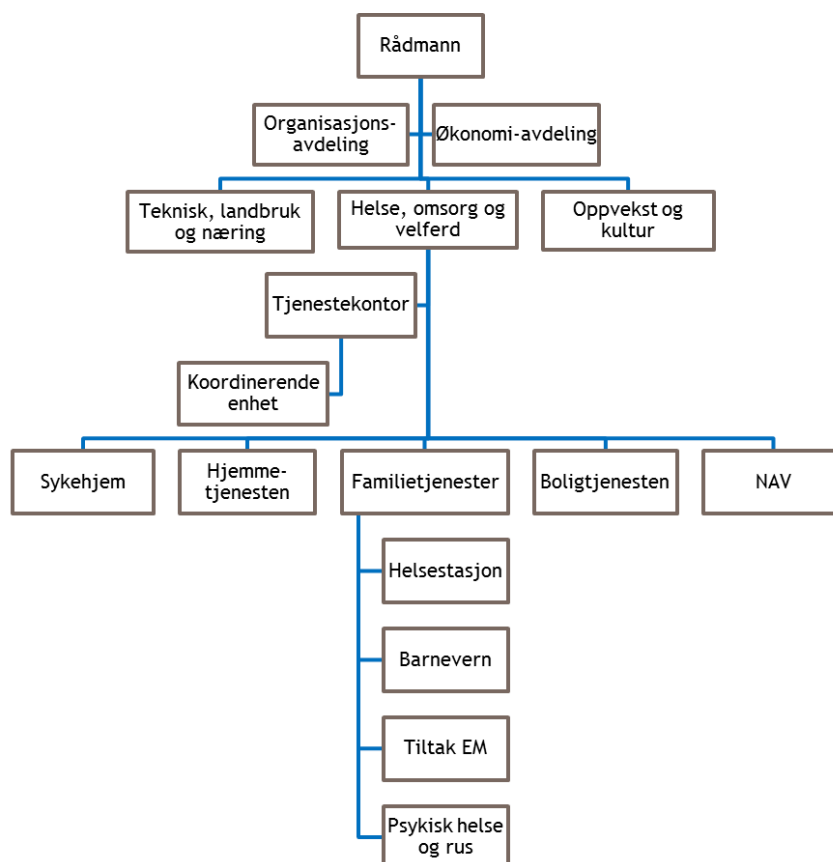 Rådmann
Organisasjons-
avdeling
Økonomi-avdeling
Teknisk, landbruk
og næring
Helse, omsorg og
velferd
Oppvekst og
kultur
Tjenestekontor
Koordinerende
enhet
Sykehjem
Hjemme-
tjenesten
Familietjenester
Boligtjenesten
NAV
Helsestasjon
Barnevern
Tiltak EM
Psykisk helse
og rus